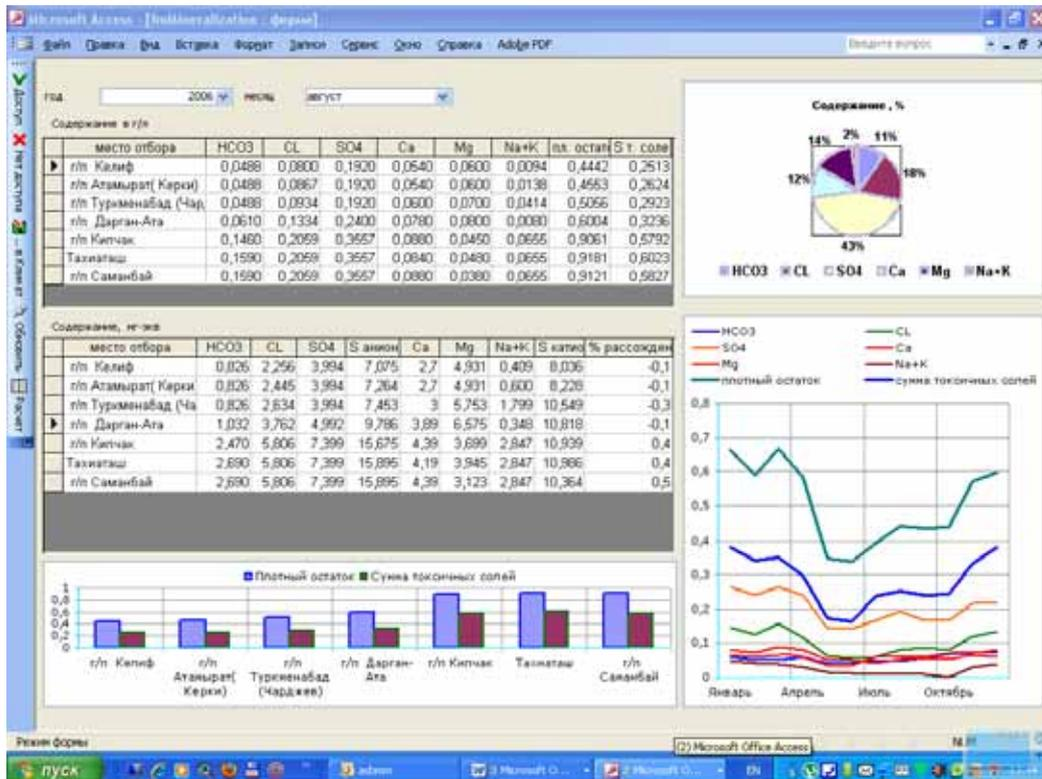 Microsoft Access - [frmMineralization : форма]
Файл Правка Вид Вставка Формат Записи Сервис Окно Справка Adobe PDF Введите вопрос
Доступ
Нет доступа
Обновить
Расчет
год 2006 месяц август
Содержание в г/л
место отбора HCO3 CL SO4 Ca Mg Na+K пл. остат S т. соле
г/п Келиф 0,0488 0,0800 0,1920 0,0540 0,0600 0,0094 0,4442 0,2513
г/п Атамырат( Керки) 0,0488 0,0867 0,1920 0,0540 0,0600 0,0138 0,4553 0,2624
г/п Туркменабад (Чар, 0,0488 0,0934 0,1920 0,0600 0,0700 0,0414 0,5056 0,2923
г/п Дарган-Ата 0,0610 0,1334 0,2400 0,0780 0,0800 0,0080 0,6004 0,3236
г/п Кипчак 0,1460 0,2059 0,3557 0,0880 0,0450 0,0655 0,9061 0,5792
Тахиаташ 0,1590 0,2059 0,3557 0,0840 0,0480 0,0655 0,9181 0,6023
г/п Саманбай 0,1590 0,2059 0,3557 0,0880 0,0380 0,0655 0,9121 0,5827
Содержание , %
14% 2% 11%
18%
12%
43%
HCO3 CL SO4 Ca Mg Na+K
Содержание, мг-экв
место отбора HCO3 CL SO4 S анион Ca Mg Na+K S катио % рассожден
г/п Келиф 0,826 2,256 3,994 7,075 2,7 4,931 0,409 8,036 -0,1
г/п Атамырат( Керки 0,826 2,445 3,994 7,264 2,7 4,931 0,600 8,228 -0,1
г/п Туркменабад (Ча 0,826 2,634 3,994 7,453 3 5,753 1,799 10,549 -0,3
г/п Дарган-Ата 1,032 3,762 4,992 9,786 3,89 6,575 0,348 10,818 -0,1
г/п Кипчак 2,470 5,806 7,399 15,675 4,39 3,699 2,847 10,939 0,4
Тахиаташ 2,690 5,806 7,399 15,895 4,19 3,945 2,847 10,986 0,4
г/п Саманбай 2,690 5,806 7,399 15,895 4,39 3,123 2,847 10,364 0,5
HCO3 CL
SO4 Ca
Mg Na+K
плотный остаток сумма токсичных солей
0,8
0,7
0,6
0,5
0,4
0,3
0,2
0,1
0
Январь Апрель Июль Октябрь
Плотный остаток Сумма токсичных солей
1
0,8
0,6
0,4
0,2
0
г/п Келиф г/п Атамырат( Керки) г/п Туркменабад (Чарджев) г/п Дарган-Ата г/п Кипчак Тахиаташ г/п Саманбай
Режим формы
(2) Microsoft Office Access
пуск admin 3 Microsoft O... 2 Microsoft O... EN